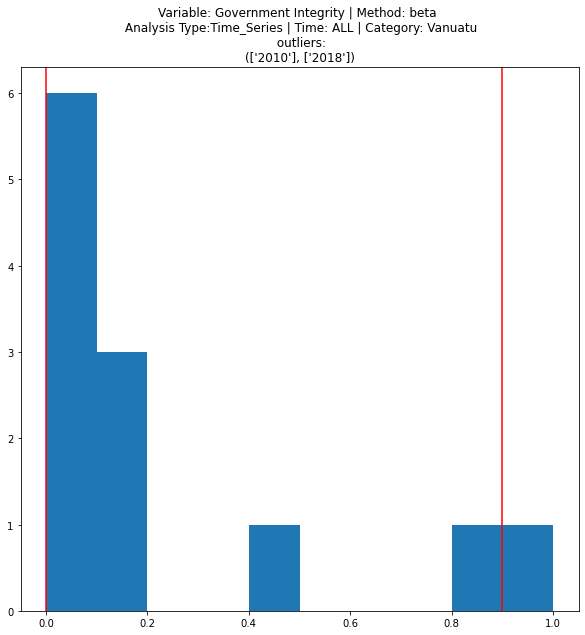 Variable: Government Integrity | Method: beta
Analysis Type:Time_Series | Time: ALL | Category: Vanuatu
outliers:
(['2010'], ['2018'])
6
5
4
3
2
1
0
0.0 0.2 0.4 0.6 0.8 1.0